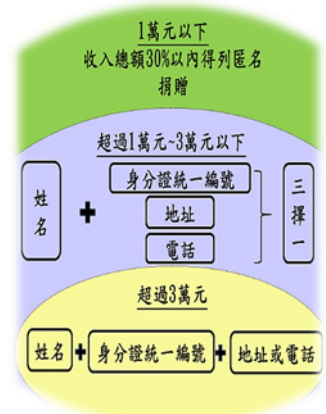 1萬元以下
收入總額30%以內得列匿名
捐贈
超過1萬元~3萬元以下
姓名 + 身分證統一編號 地址 電話 三擇一
超過3萬元
姓名 + 身分證統一編號 + 地址或電話